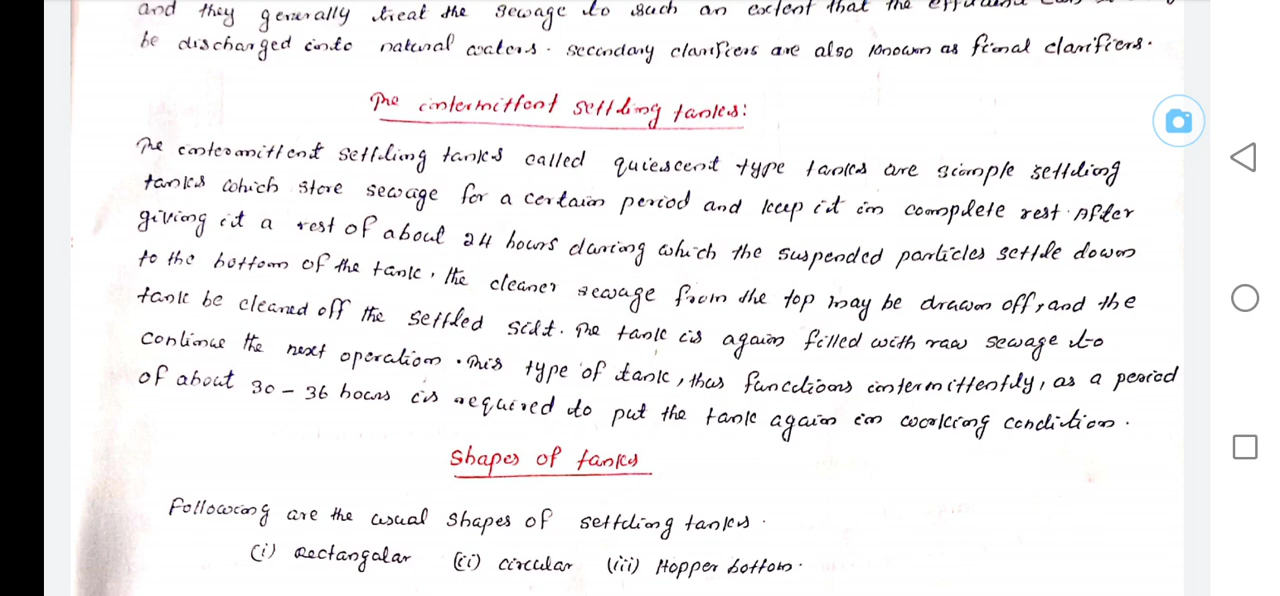 and they generally treat the sewage to such an extent that the
be discharged into natural waters. secondary clarifiers are also known as final clarifiers.
The intermittent settling tanks:
The intermittent settling tanks called quiescent type tanks are simple settling
tanks which store sewage for a certain period and keep it in complete rest. After
giving it a rest of about 24 hours during which the suspended particles settle down
to the bottom of the tank, the cleaner sewage from the top may be drawn off, and the
tank be cleaned off the settled silt. The tank is again filled with raw sewage to
continue the next operation. This type of tank, thus functions intermittently, as a period
of about 30 - 36 hours is required to put the tank again in working condition.
Shapes of tanks
Following are the usual shapes of settling tanks.
(i) Rectangular (ii) circular (iii) Hopper bottom.